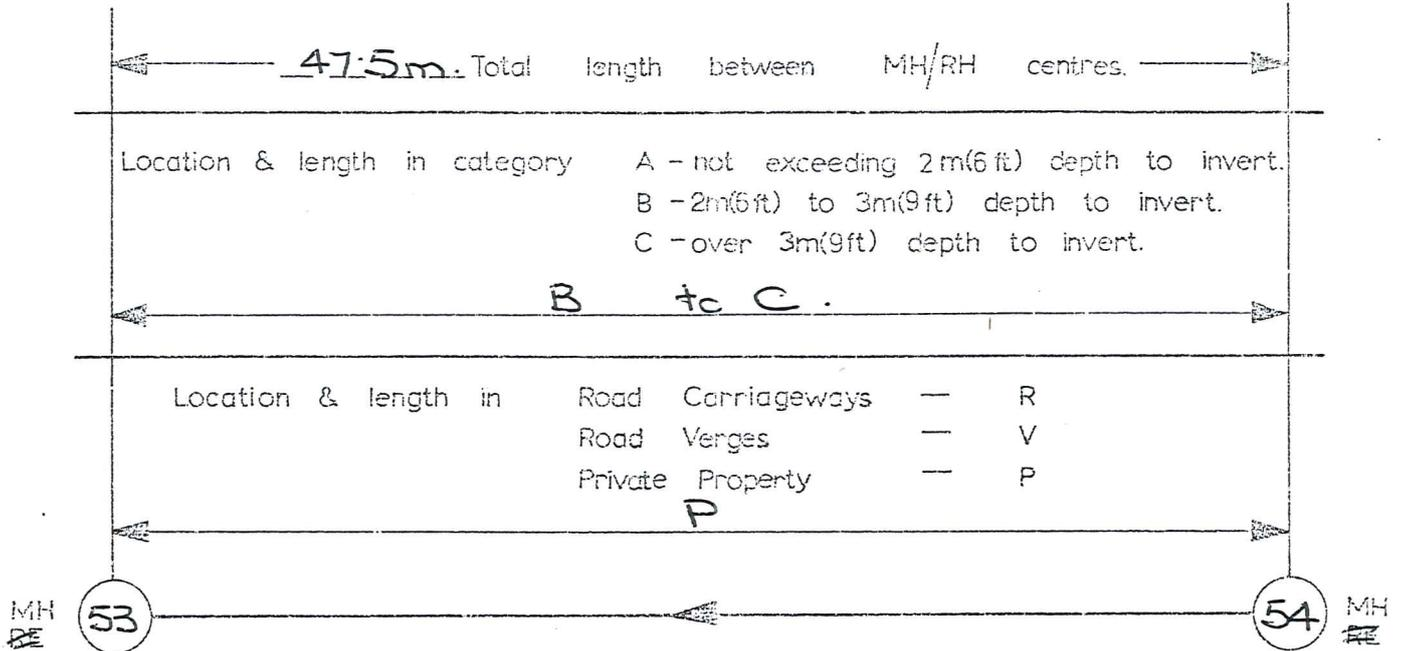 47.5m. Total length between MH/RH centres.
Location & length in category A - not exceeding 2m(6ft) depth to invert.
B - 2m(6ft) to 3m(9ft) depth to invert.
C - over 3m(9ft) depth to invert.
B to C.
Location & length in Road Carriageways — R
Road Verges — V
Private Property — P
P
MH 53 54 MH
RE RE